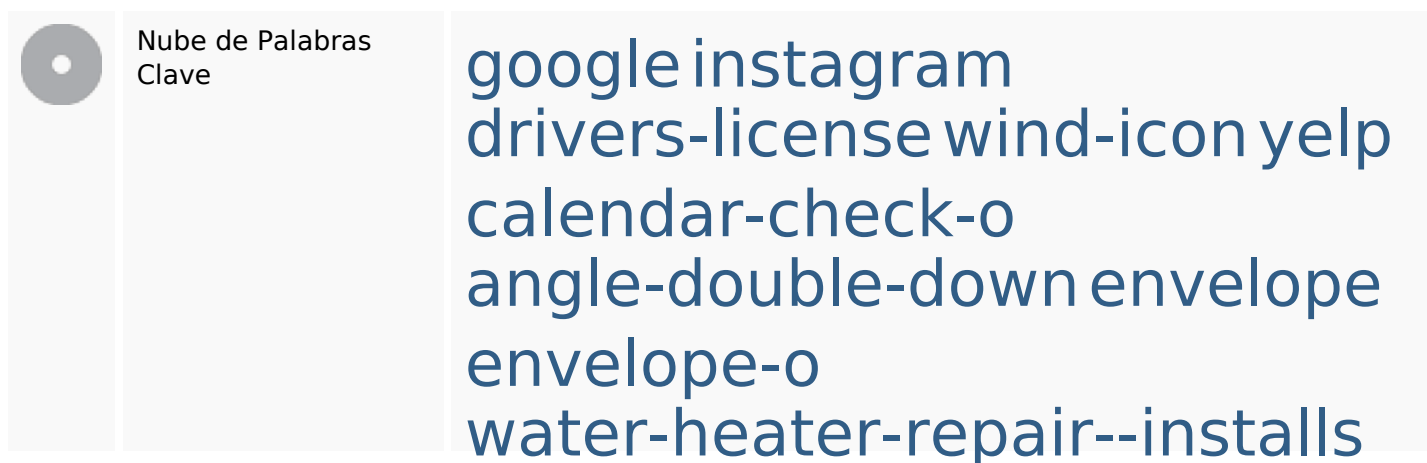 Nube de Palabras
Clave
google instagram
drivers-license wind-icon yelp
calendar-check-o
angle-double-down envelope
envelope-o
water-heater-repair--installs